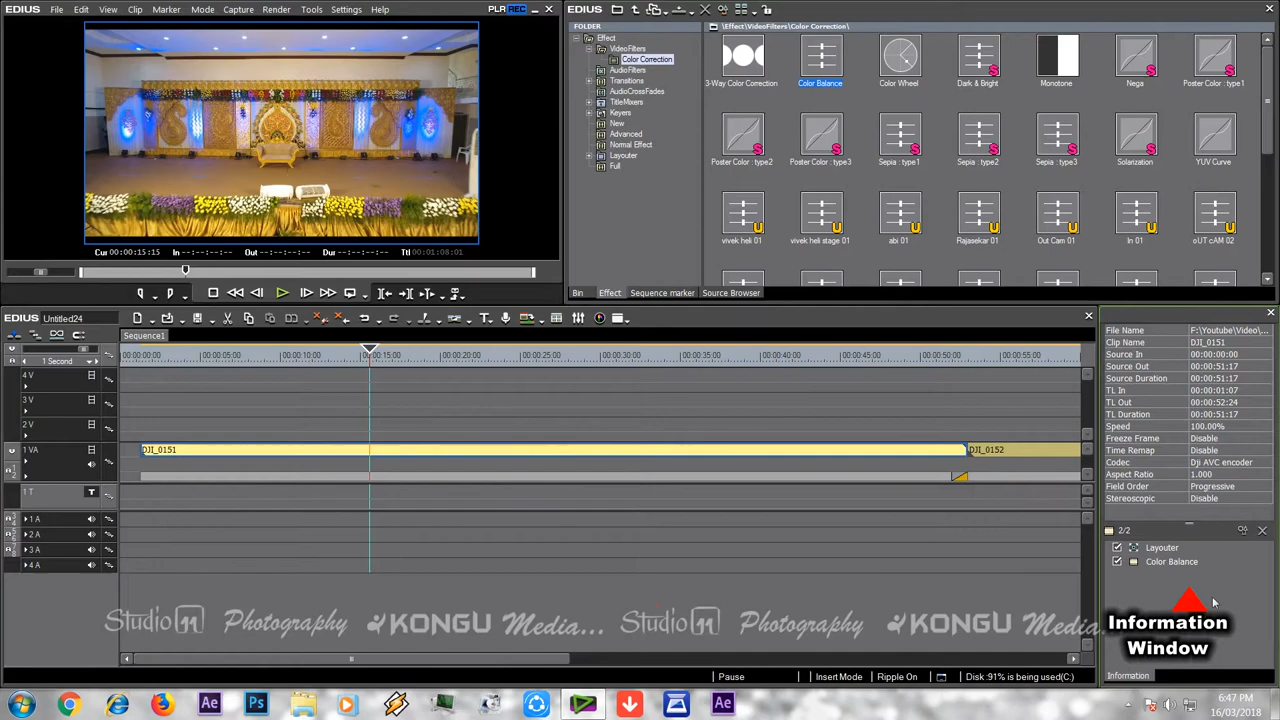 EDIUS File Edit View Clip Marker Mode Capture Render Tools Settings Help PLR REC
Cur 00:00:15:15 In --:--:--:-- Out --:--:--:-- Dur --:--:--:-- Ttl 00:01:08:01
EDIUS
FOLDER
Effect
VideoFilters
Color Correction
AudioFilters
Transitions
AudioCrossFades
TitleMixers
Keyers
New
Advanced
Normal Effect
Layouter
Full
\Effect\VideoFilters\Color Correction\
3-Way Color Correction Color Balance Color Wheel Dark & Bright Monotone Nega Poster Color : type1
Poster Color : type2 Poster Color : type3 Sepia : type1 Sepia : type2 Sepia : type3 Solarization YUV Curve
vivek heli 01 vivek heli stage 01 abi 01 Rajasekar 01 Out Cam 01 In 01 oUT cAM 02
Bin Effect Sequence marker Source Browser
EDIUS Untitled24
Sequence1
1 Second
00:00:00:00 00:00:05:00 00:00:10:00 00:00:15:00 00:00:20:00 00:00:25:00 00:00:30:00 00:00:35:00 00:00:40:00 00:00:45:00 00:00:50:00 00:00:55:00
4 V
3 V
2 V
1 VA
DJI_0151 DJI_0152
1 T T
1 A
2 A
3 A
4 A
Studio 11 Photography KONGU Media... Studio 11 Photography KONGU Media...
Pause Insert Mode Ripple On Disk :91% is being used(C:)
File Name F:\Youtube\Video\...
Clip Name DJI_0151
Source In 00:00:00:00
Source Out 00:00:51:17
Source Duration 00:00:51:17
TL In 00:00:01:07
TL Out 00:00:52:24
TL Duration 00:00:51:17
Speed 100.00%
Freeze Frame Disable
Time Remap Disable
Codec Dji AVC encoder
Aspect Ratio 1.000
Field Order Progressive
Stereoscopic Disable
2/2
Layouter
Color Balance
Information
Window
Information
Ae Ps Ae
6:47 PM
16/03/2018